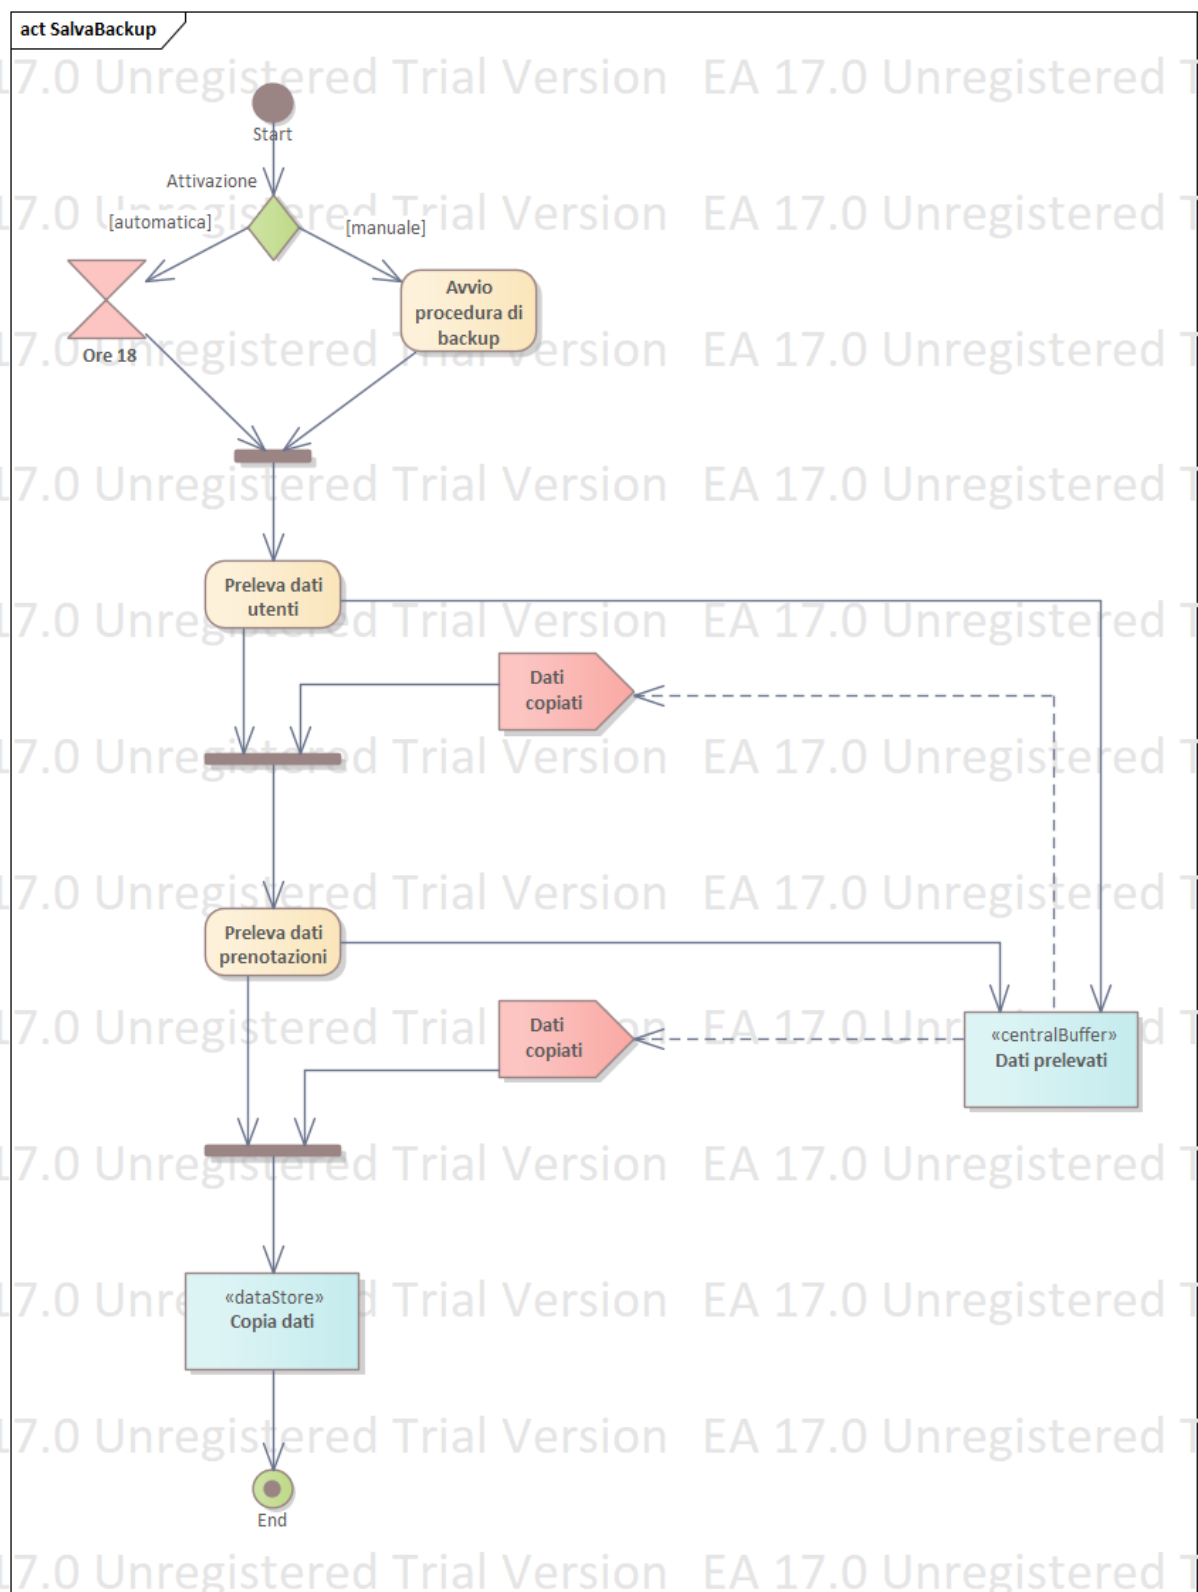 act SalvaBackup
17.0 Unregistered Trial Version EA 17.0 Unregistered T
Start
Attivazione
17.0 Unregistered Trial Version EA 17.0 Unregistered T
[automatica]
[manuale]
Avvio
procedura di
backup
17.0 Unregistered Trial Version EA 17.0 Unregistered T
Ore 18
17.0 Unregistered Trial Version EA 17.0 Unregistered T
Preleva dati
utenti
17.0 Unregistered Trial Version EA 17.0 Unregistered T
Dati
copiati
17.0 Unregistered Trial Version EA 17.0 Unregistered T
17.0 Unregistered Trial Version EA 17.0 Unregistered T
Preleva dati
prenotazioni
17.0 Unregistered Trial Version EA 17.0 Unregistered T
Dati
copiati
«centralBuffer»
Dati prelevati
17.0 Unregistered Trial Version EA 17.0 Unregistered T
17.0 Unregistered Trial Version EA 17.0 Unregistered T
«dataStore»
Copia dati
17.0 Unregistered Trial Version EA 17.0 Unregistered T
End
17.0 Unregistered Trial Version EA 17.0 Unregistered T